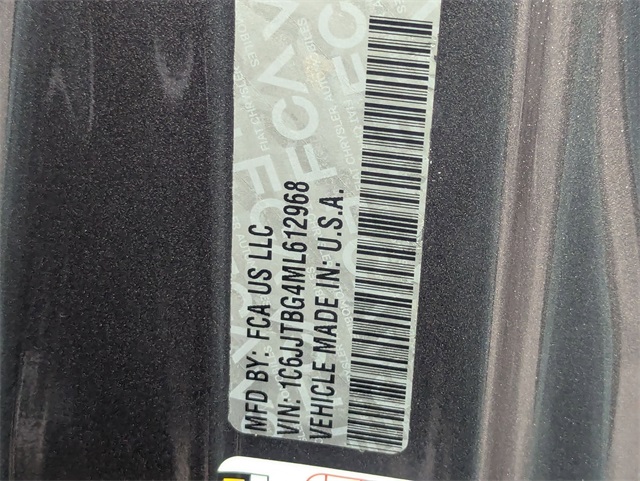 MFD BY: FCA US LLC
VIN: 1C6JJTBG4ML612968
VEHICLE MADE IN: U.S.A.